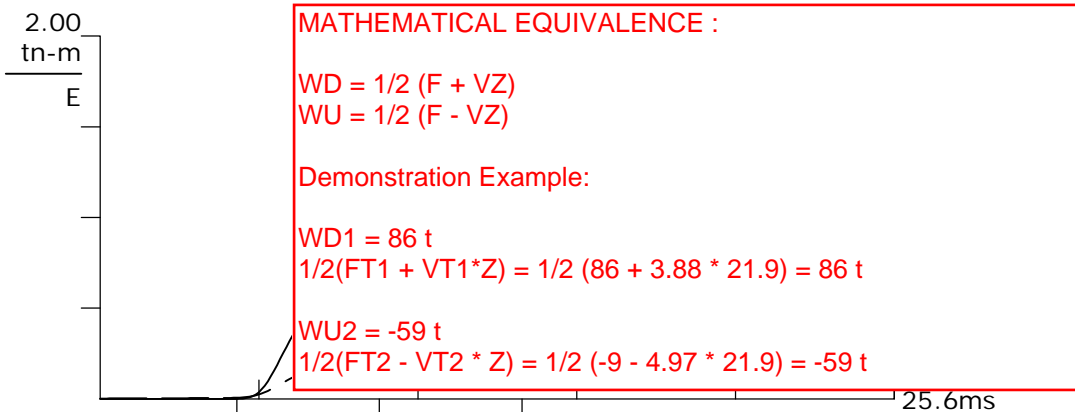 2.00
tn-m
E
MATHEMATICAL EQUIVALENCE :
WD = 1/2 (F + VZ)
WU = 1/2 (F - VZ)
Demonstration Example:
WD1 = 86 t
1/2(FT1 + VT1*Z) = 1/2 (86 + 3.88 * 21.9) = 86 t
WU2 = -59 t
1/2(FT2 - VT2 * Z) = 1/2 (-9 - 4.97 * 21.9) = -59 t
25.6ms